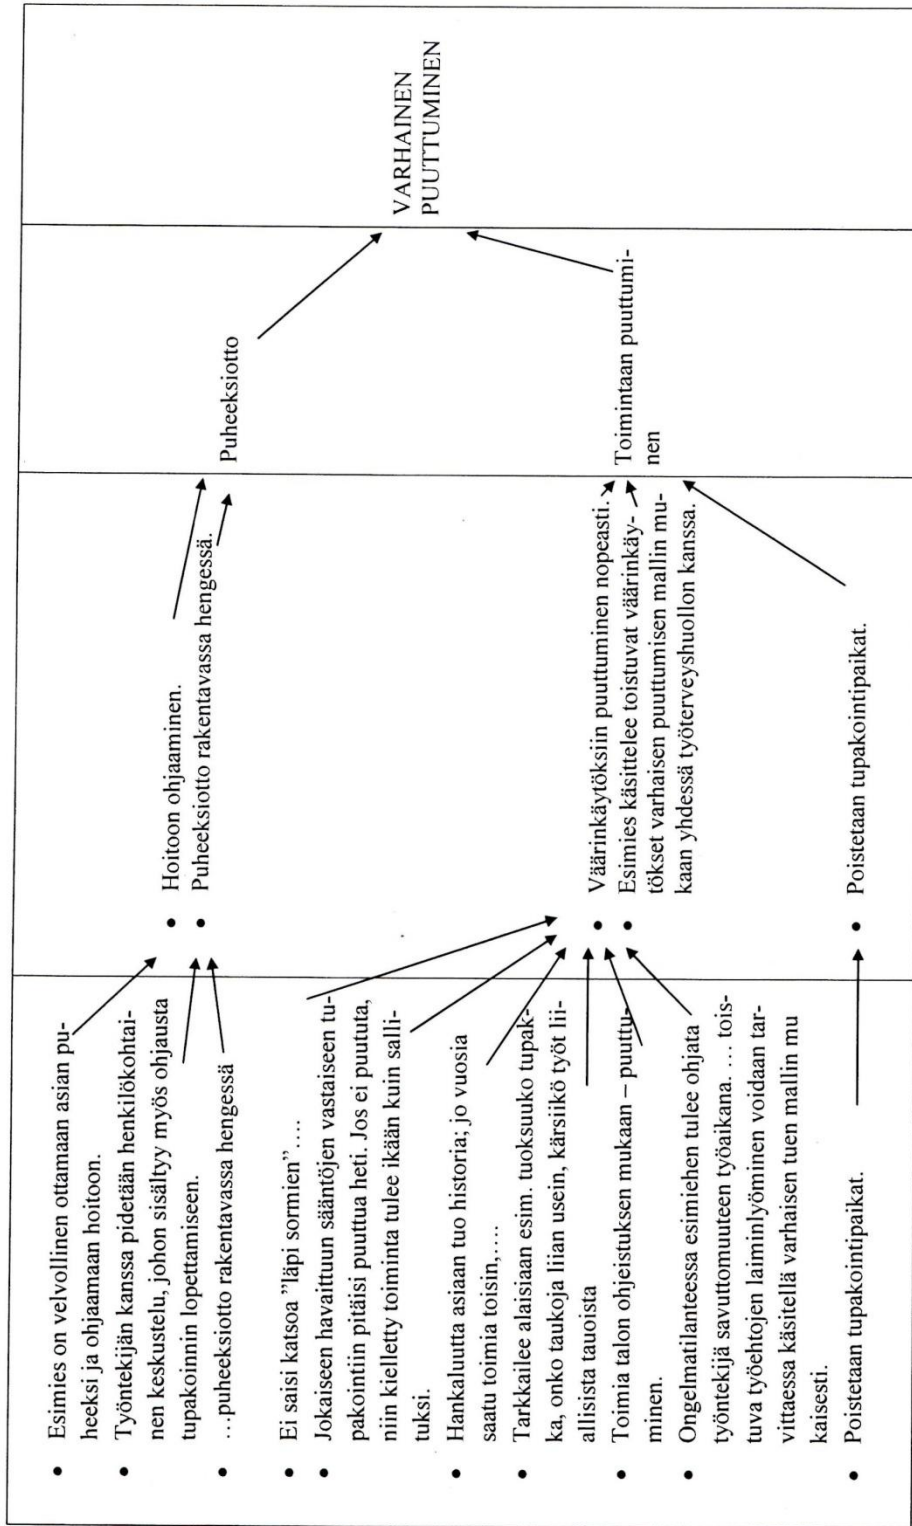 Esimies on velvollinen ottamaan asian pu-
heeksi ja ohjaamaan hoitoon.
Työntekijän kanssa pidetään henkilökohtai-
nen keskustelu, johon sisältyy myös ohjausta
tupakoinnin lopettamiseen.
…puheeksiotto rakentavassa hengessä
Ei saisi katsoa ”läpi sormien”….
Jokaiseen havaittuun sääntöjen vastaiseen tu-
pakointiin pitäisi puuttua heti. Jos ei puututa,
niin kielletty toiminta tulee ikään kuin salli-
tuksi.
Hankaluutta asiaan tuo historia; jo vuosia
saatu toimia toisin,….
Tarkkailee alaisiaan esim. tuoksuuko tupak-
ka, onko taukoja liian usein, kärsiikö työt lii-
allisista tauoista
Toimia talon ohjeistuksen mukaan – puuttu-
minen.
Ongelmatilanteessa esimiehen tulee ohjata
työntekijä savuttomuuteen työaikana. … tois-
tuva työehtojen laiminlyöminen voidaan tar-
vittaessa käsitellä varhaisen tuen mallin mu
kaisesti.
Poistetaan tupakointipaikat.
Hoitoon ohjaaminen.
Puheeksiotto rakentavassa hengessä.
Väärinkäytöksiin puuttuminen nopeasti.
Esimies käsittelee toistuvat väärinkäy-
tökset varhaisen puuttumisen mallin mu-
kaan yhdessä työterveyshuollon kanssa.
Poistetaan tupakointipaikat.
Puheeksiotto
Toimintaan puuttumi-
nen
VARHAINEN
PUUTTUMINEN